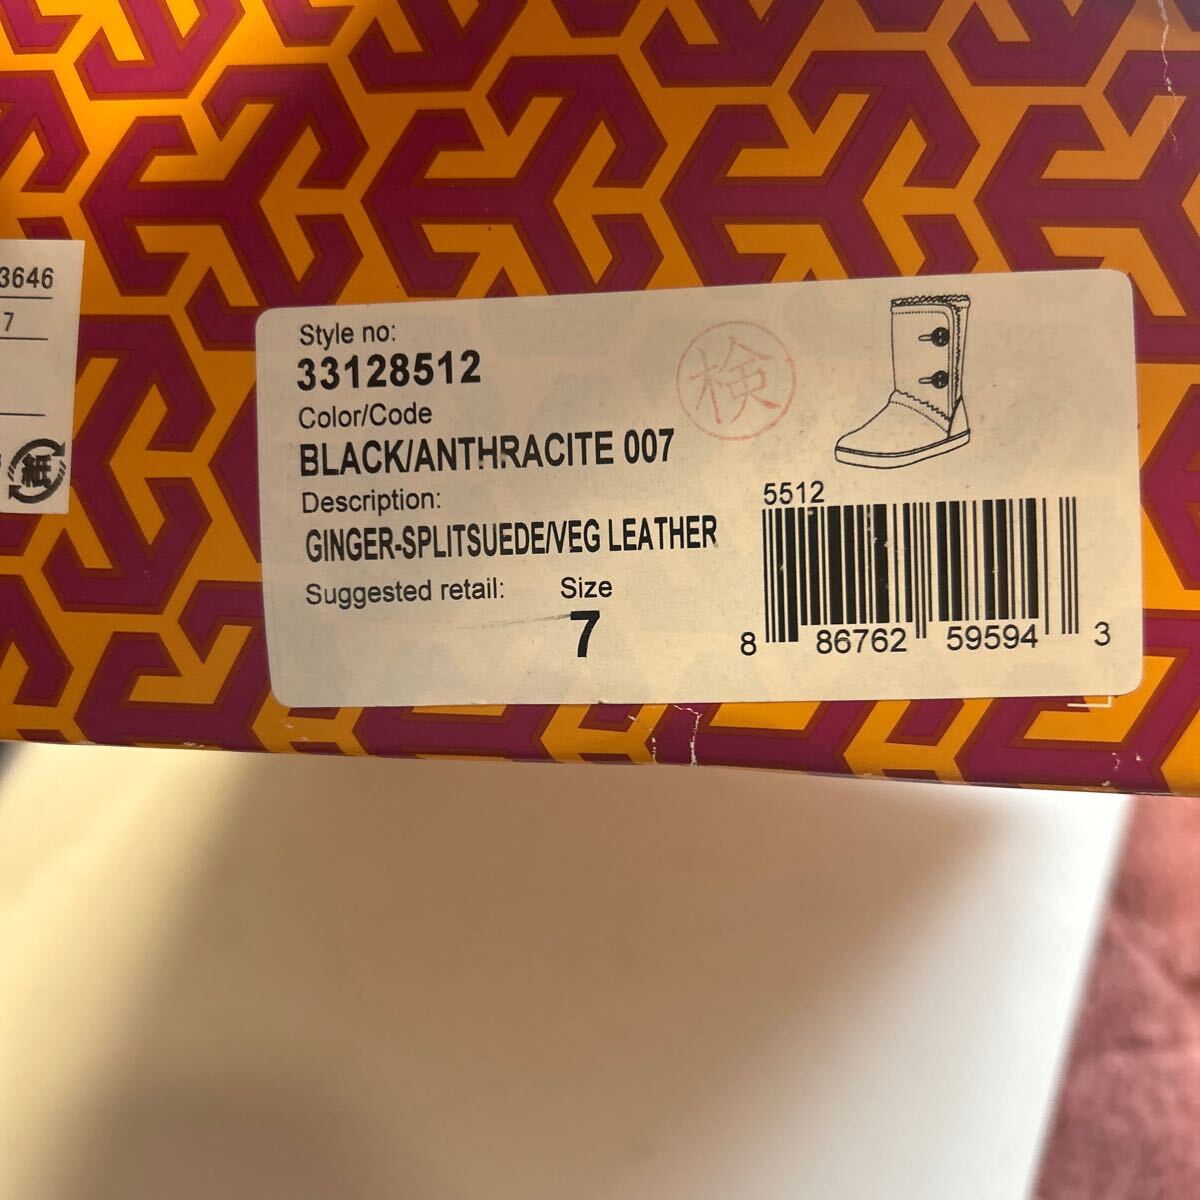 3646
7
紙
Style no:
33128512
Color/Code
BLACK/ANTHRACITE 007
Description:
GINGER-SPLITSUEDE/VEG LEATHER
Suggested retail:
Size
7
検
5512
8 86762 59594 3